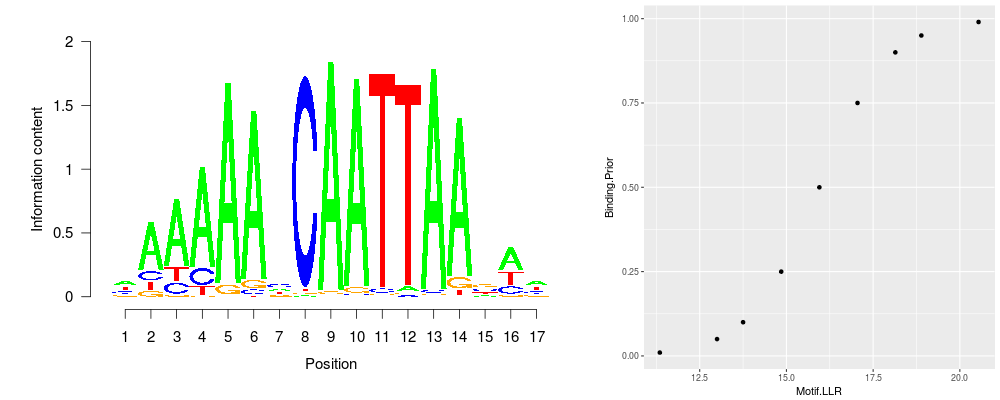 2
1.5
1
0.5
0
Information content
1 2 3 4 5 6 7 8 9 10 11 12 13 14 15 16 17
Position
A A A A A A C A A T T A A A
1.00
0.75
0.50
0.25
0.00
Binding.Prior
12.5 15.0 17.5 20.0
Motif.LLR